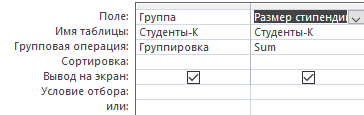 Поле: Группа Размер стипенди
Имя таблицы: Студенты-К Студенты-К
Групповая операция: Группировка Sum
Сортировка:
Вывод на экран:
Условие отбора:
или: